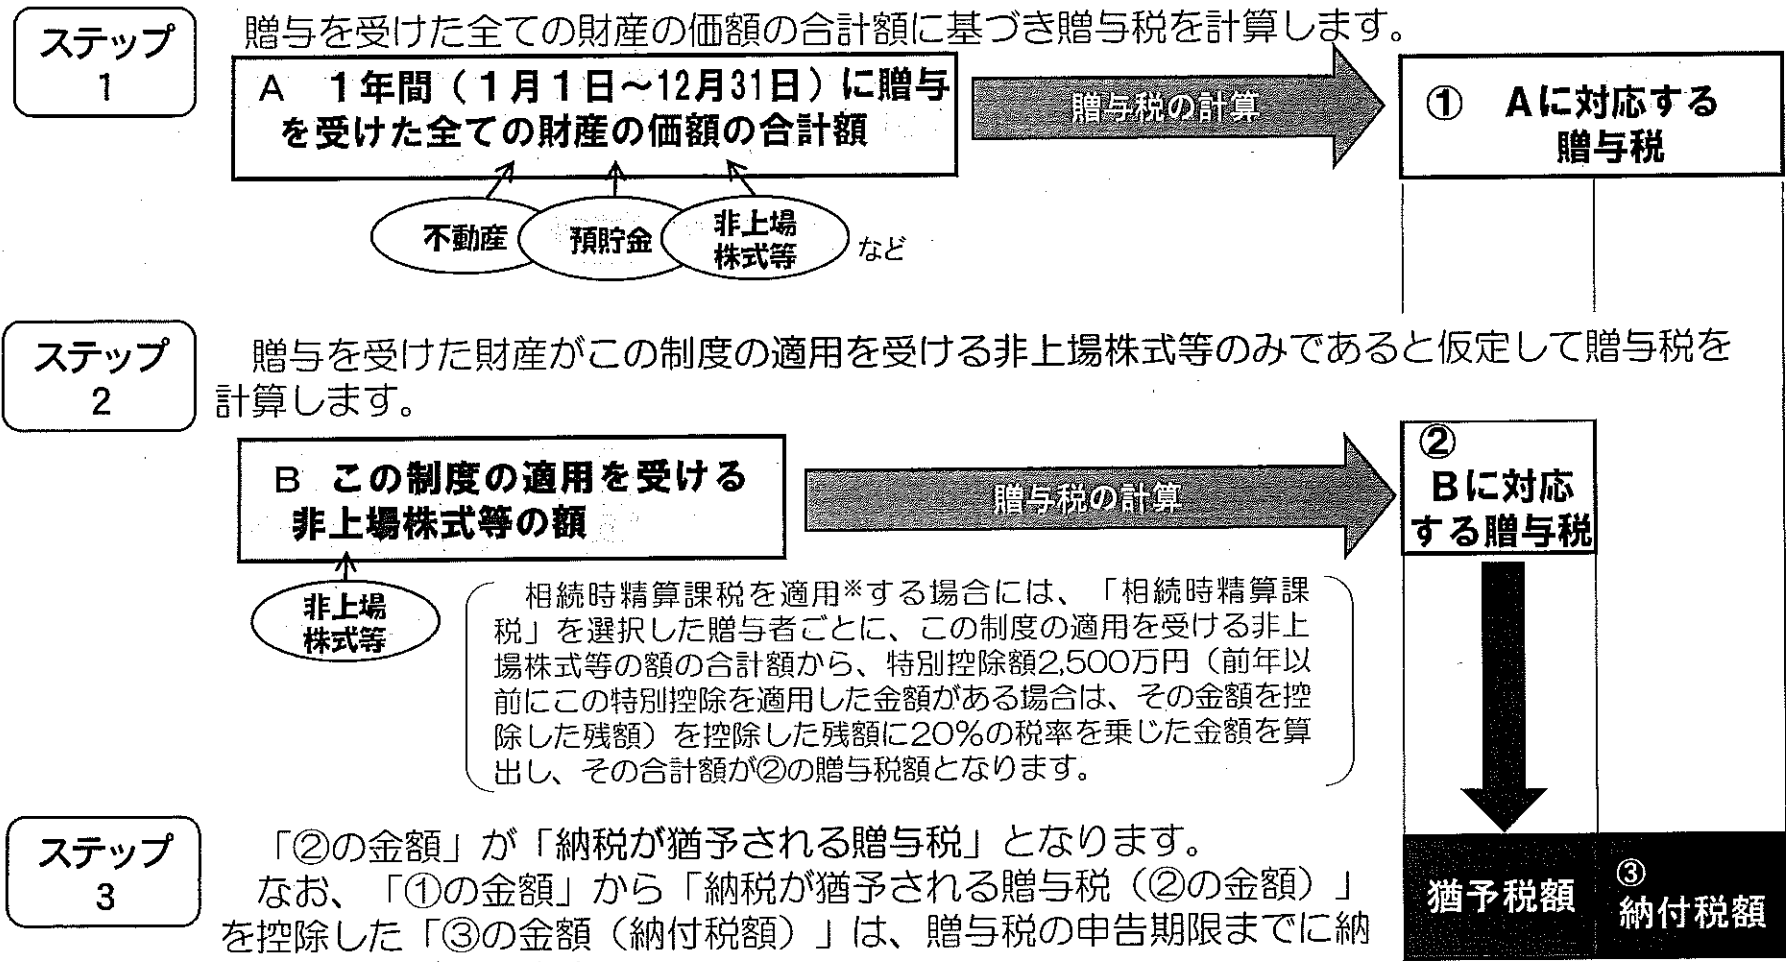 ステップ
1
贈与を受けた全ての財産の価額の合計額に基づき贈与税を計算します。
A 1年間(1月1日~12月31日)に贈与
を受けた全ての財産の価額の合計額
贈与税の計算
① Aに対応する
贈与税
不動産
預貯金
非上場
株式等
など
ステップ
2
贈与を受けた財産がこの制度の適用を受ける非上場株式等のみであると仮定して贈与税を
計算します。
B この制度の適用を受ける
非上場株式等の額
贈与税の計算
②
Bに対応
する贈与税
非上場
株式等
相続時精算課税を適用※する場合には、「相続時精算課
税」を選択した贈与者ごとに、この制度の適用を受ける非上
場株式等の額の合計額から、特別控除額2,500万円(前年以
前にこの特別控除を適用した金額がある場合は、その金額を控
除した残額)を控除した残額に20%の税率を乗じた金額を算
出し、その合計額が②の贈与税額となります。
ステップ
3
「②の金額」が「納税が猶予される贈与税」となります。
なお、「①の金額」から「納税が猶予される贈与税(②の金額)」
を控除した「③の金額(納付税額)」は、贈与税の申告期限までに納
猶予税額
③
納付税額